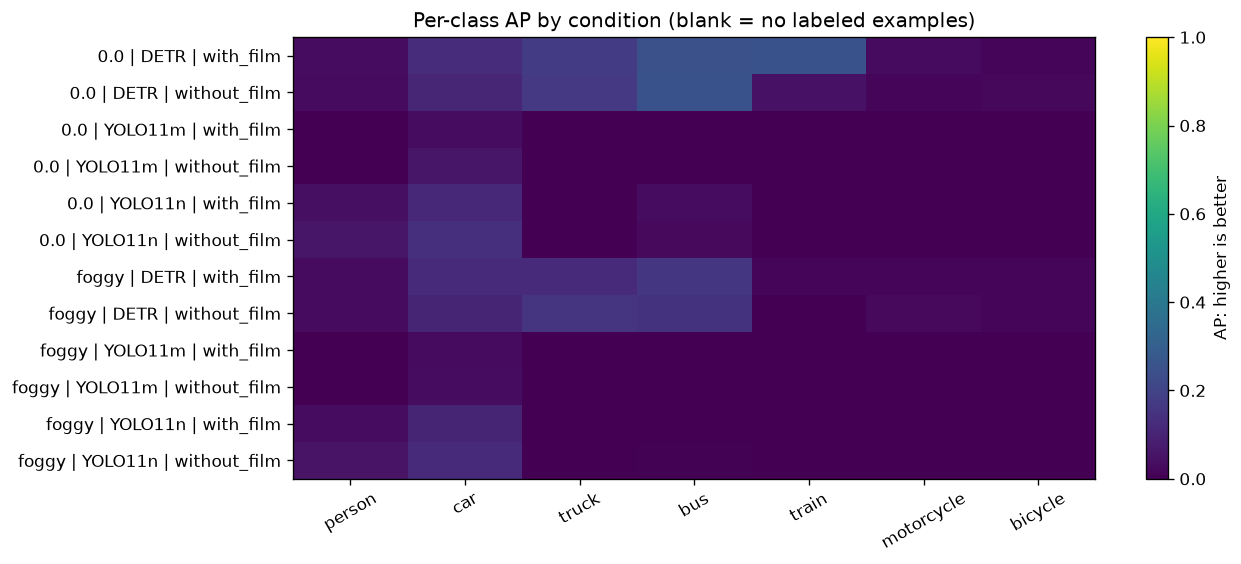 Per-class AP by condition (blank = no labeled examples)
0.0 | DETR | with_film
0.0 | DETR | without_film
0.0 | YOLO11m | with_film
0.0 | YOLO11m | without_film
0.0 | YOLO11n | with_film
0.0 | YOLO11n | without_film
foggy | DETR | with_film
foggy | DETR | without_film
foggy | YOLO11m | with_film
foggy | YOLO11m | without_film
foggy | YOLO11n | with_film
foggy | YOLO11n | without_film
person
car
truck
bus
train
motorcycle
bicycle
1.0
0.8
0.6
0.4
0.2
0.0
AP: higher is better